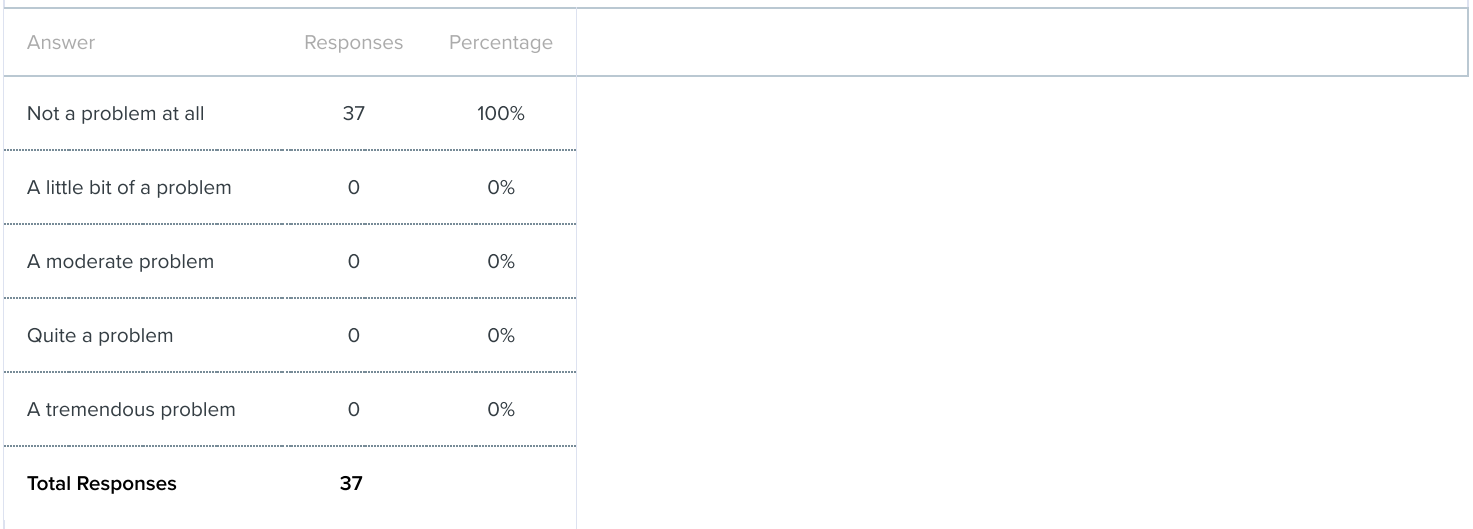 Answer Responses Percentage
Not a problem at all 37 100%
A little bit of a problem 0 0%
A moderate problem 0 0%
Quite a problem 0 0%
A tremendous problem 0 0%
Total Responses 37